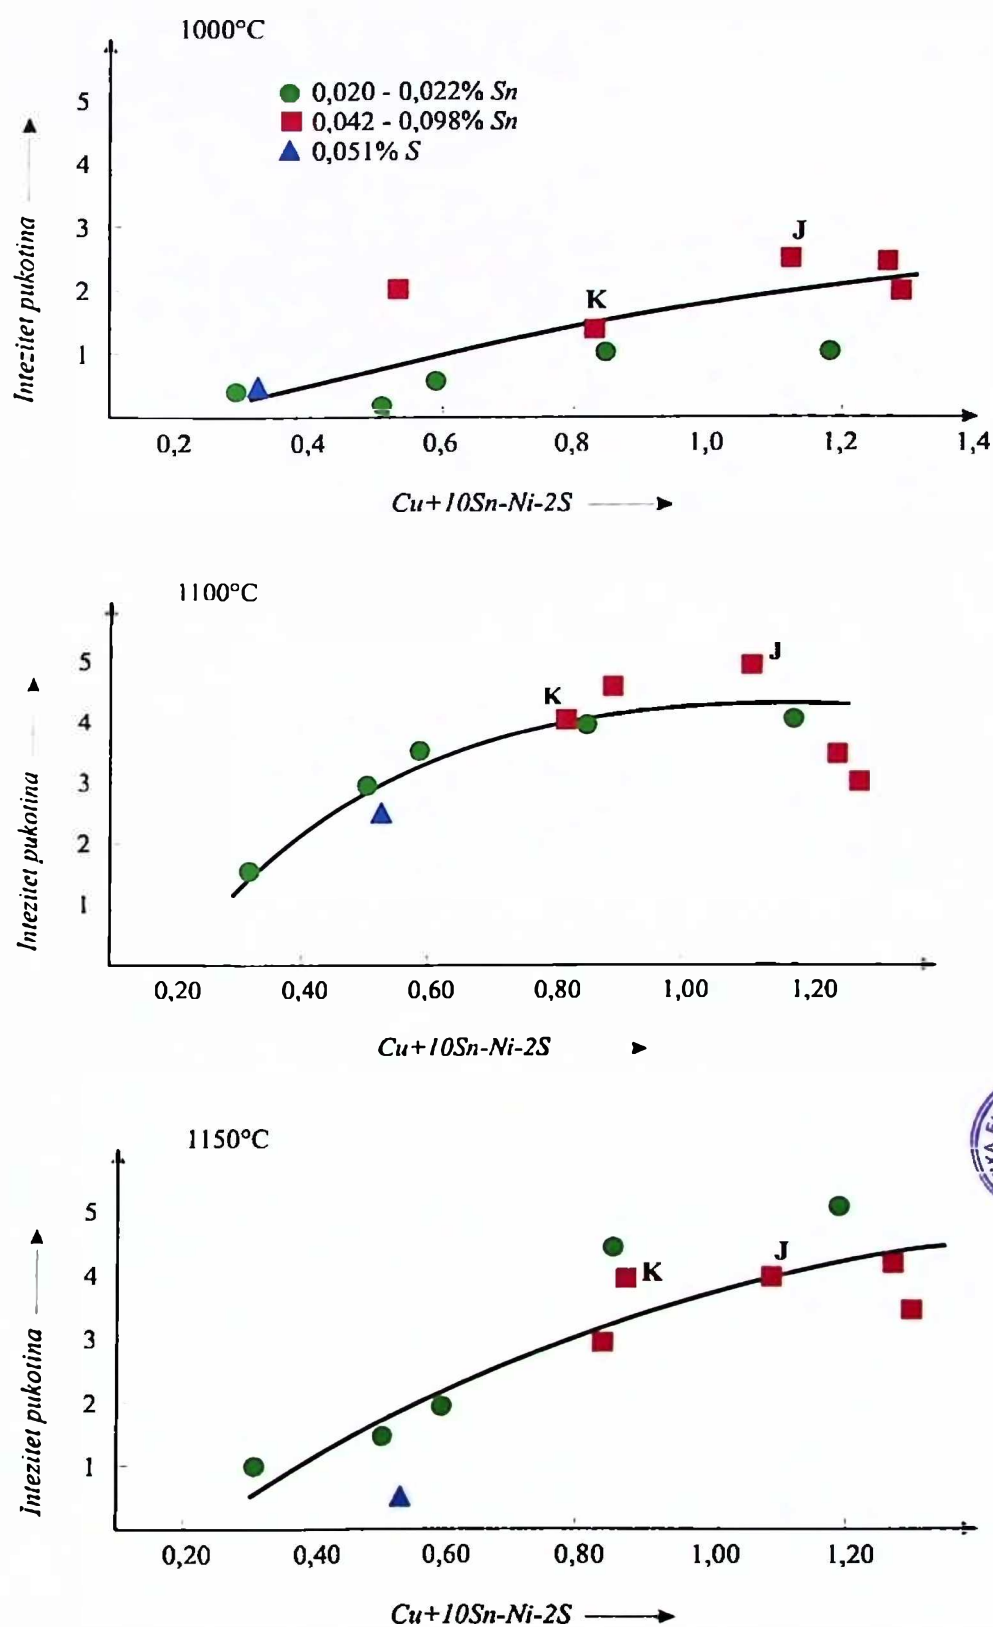 1000°C
0,020 - 0,022% Sn
0,042 - 0,098% Sn
0,051% S
5
4
3
2
1
Intezitet pukotina
J
K
0,2 0,4 0,6 0,8 1,0 1,2 1,4
Cu+10Sn-Ni-2S
1100°C
5
4
3
2
1
Intezitet pukotina
J
K
0,20 0,40 0,60 0,80 1,00 1,20
Cu+10Sn-Ni-2S
1150°C
5
4
3
2
1
Intezitet pukotina
J
K
0,20 0,40 0,60 0,80 1,00 1,20
Cu+10Sn-Ni-2S